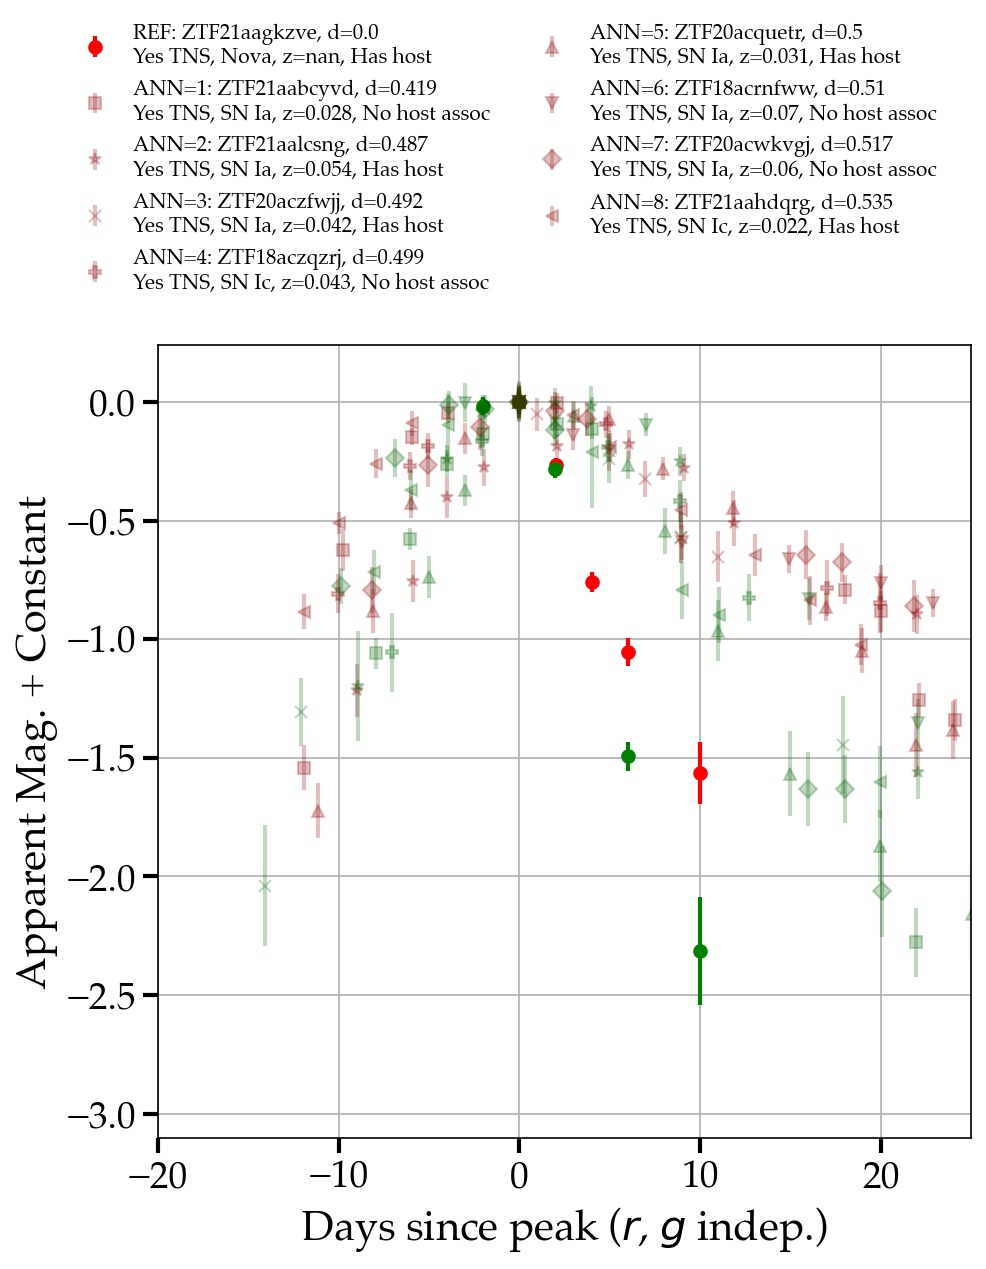 REF: ZTF21aagkzve, d=0.0
Yes TNS, Nova, z=nan, Has host
ANN=1: ZTF21aabcyvd, d=0.419
Yes TNS, SN Ia, z=0.028, No host assoc
ANN=2: ZTF21aalcsng, d=0.487
Yes TNS, SN Ia, z=0.054, Has host
ANN=3: ZTF20aczfwjj, d=0.492
Yes TNS, SN Ia, z=0.042, Has host
ANN=4: ZTF18aczqzrj, d=0.499
Yes TNS, SN Ic, z=0.043, No host assoc
ANN=5: ZTF20acquetr, d=0.5
Yes TNS, SN Ia, z=0.031, Has host
ANN=6: ZTF18acrnfww, d=0.51
Yes TNS, SN Ia, z=0.07, No host assoc
ANN=7: ZTF20acwkvgj, d=0.517
Yes TNS, SN Ia, z=0.06, No host assoc
ANN=8: ZTF21aahdqrg, d=0.535
Yes TNS, SN Ic, z=0.022, Has host
Apparent Mag. + Constant
0.0
−0.5
−1.0
−1.5
−2.0
−2.5
−3.0
−20 −10 0 10 20
Days since peak (r, g indep.)